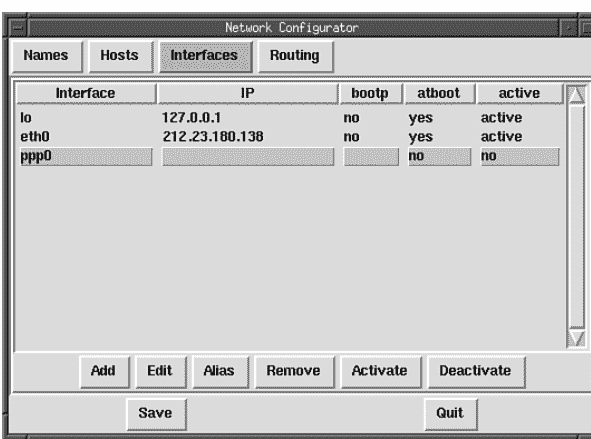 Network Configurator
Names Hosts Interfaces Routing
Interface IP bootp atboot active
lo 127.0.0.1 no yes active
eth0 212.23.180.138 no yes active
ppp0 no no
Add Edit Alias Remove Activate Deactivate
Save Quit